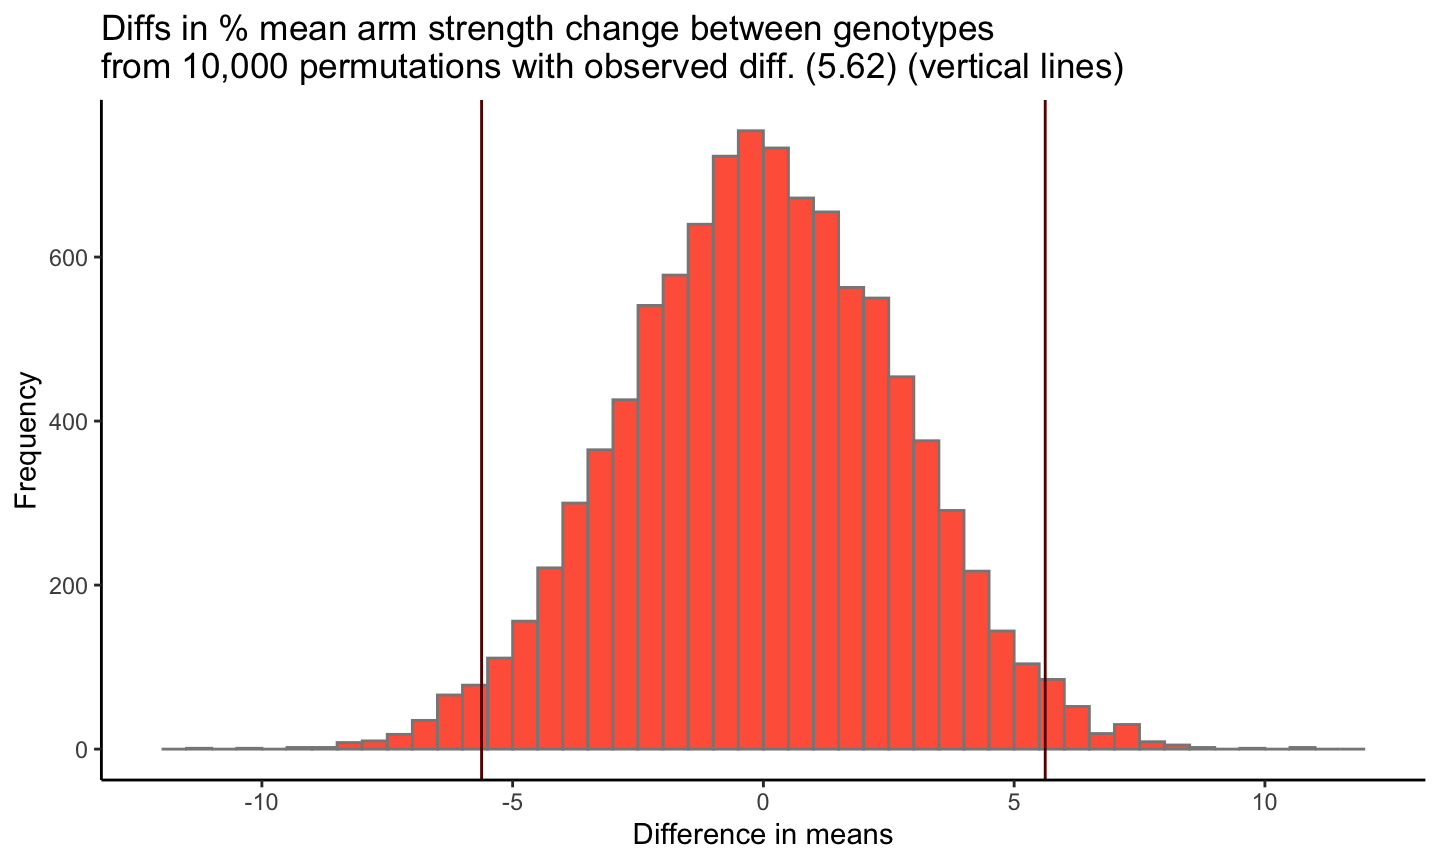 Diffs in % mean arm strength change between genotypes
from 10,000 permutations with observed diff. (5.62) (vertical lines)
Frequency
600
400
200
0
-10 -5 0 5 10
Difference in means